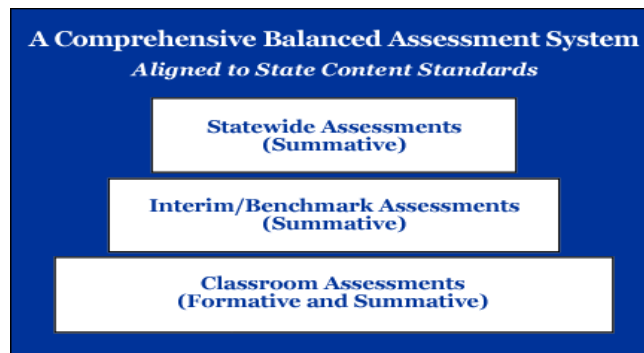 A Comprehensive Balanced Assessment System
Aligned to State Content Standards
Statewide Assessments
(Summative)
Interim/Benchmark Assessments
(Summative)
Classroom Assessments
(Formative and Summative)